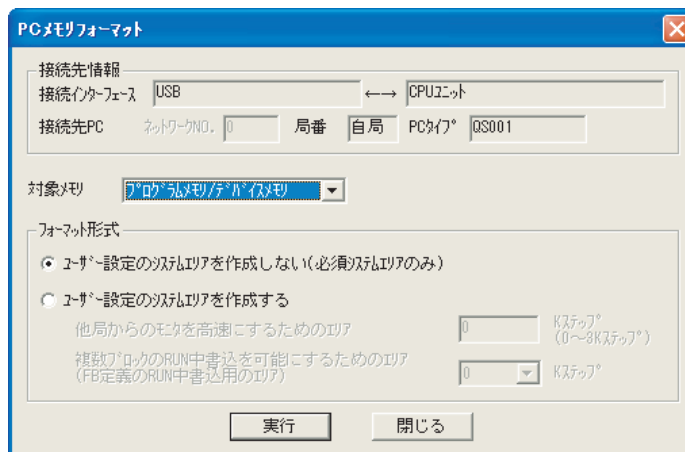 PCメモリフォーマット
接続先情報
接続インターフェース USB ←→ CPUユニット
接続先PC ネットワークNO. 0 局番 自局 PCタイプ QS001
対象メモリ プログラムメモリ/デバイスメモリ
フォーマット形式
ユーザー設定のシステムエリアを作成しない(必須システムエリアのみ)
ユーザー設定のシステムエリアを作成する
他局からのモニタを高速にするためのエリア 0 Kステップ
(0～3Kステップ)
複数ブロックのRUN中書込を可能にするためのエリア
(FB定義のRUN中書込用のエリア) 0 Kステップ
実行 閉じる